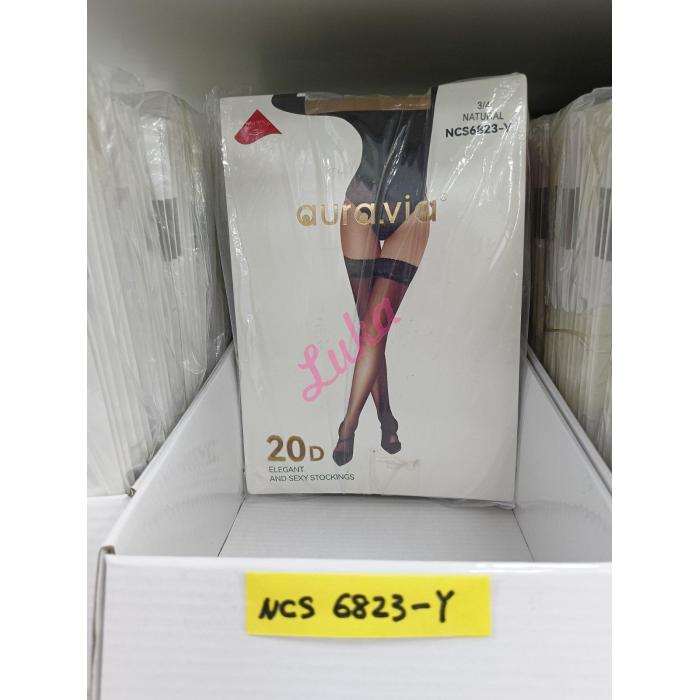 3/4
NATURAL
NCS6823-Y
aura.via®
Luka
20D
ELEGANT
AND SEXY STOCKINGS
NCS 6823-Y